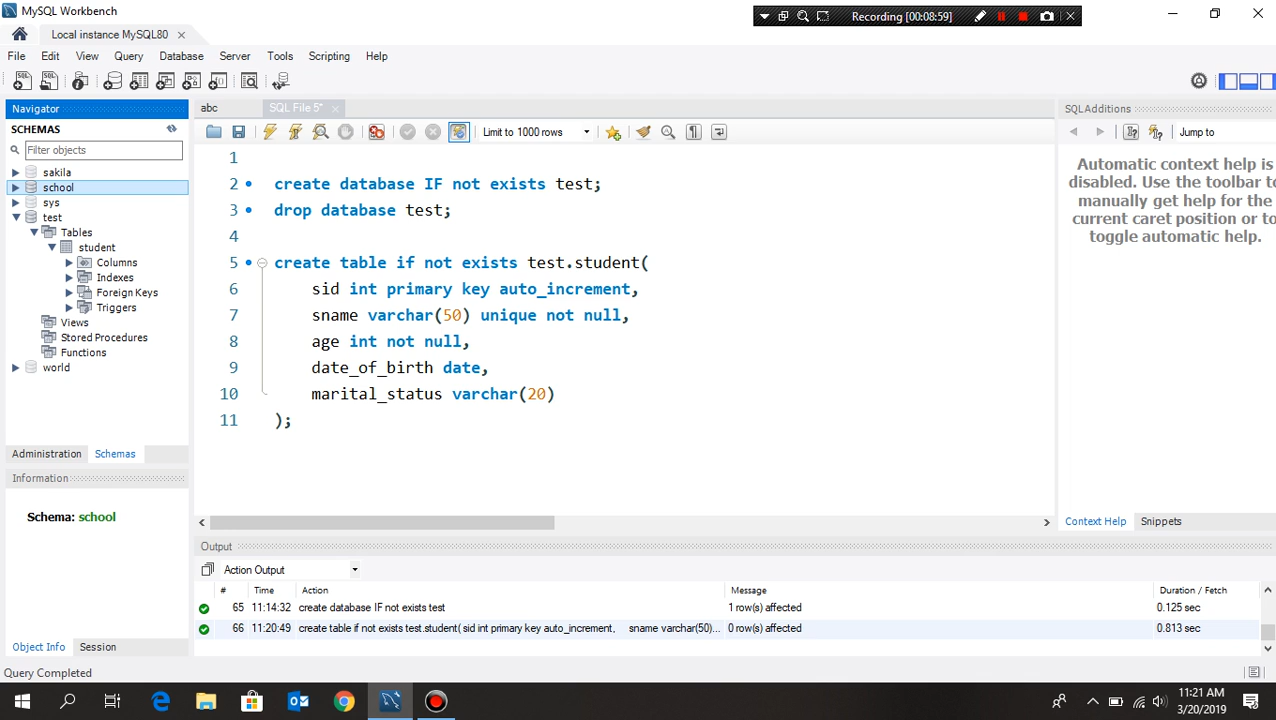 MySQL Workbench
Recording [00:08:59]
Local instance MySQL80
File Edit View Query Database Server Tools Scripting Help
Navigator
SCHEMAS
Filter objects
sakila
school
sys
test
Tables
student
Columns
Indexes
Foreign Keys
Triggers
Views
Stored Procedures
Functions
world
Administration Schemas
Information
Schema: school
Object Info Session
abc SQL File 5*
Limit to 1000 rows
1
2 create database IF not exists test;
3 drop database test;
4
5 create table if not exists test.student(
6 sid int primary key auto_increment,
7 sname varchar(50) unique not null,
8 age int not null,
9 date_of_birth date,
10 marital_status varchar(20)
11 );
SQLAdditions
Jump to
Automatic context help is
disabled. Use the toolbar to
manually get help for the
current caret position or to
toggle automatic help.
Context Help Snippets
Output
Action Output
# Time Action Message Duration / Fetch
65 11:14:32 create database IF not exists test 1 row(s) affected 0.125 sec
66 11:20:49 create table if not exists test.student( sid int primary key auto_increment, sname varchar(50)... 0 row(s) affected 0.813 sec
Query Completed
11:21 AM
3/20/2019